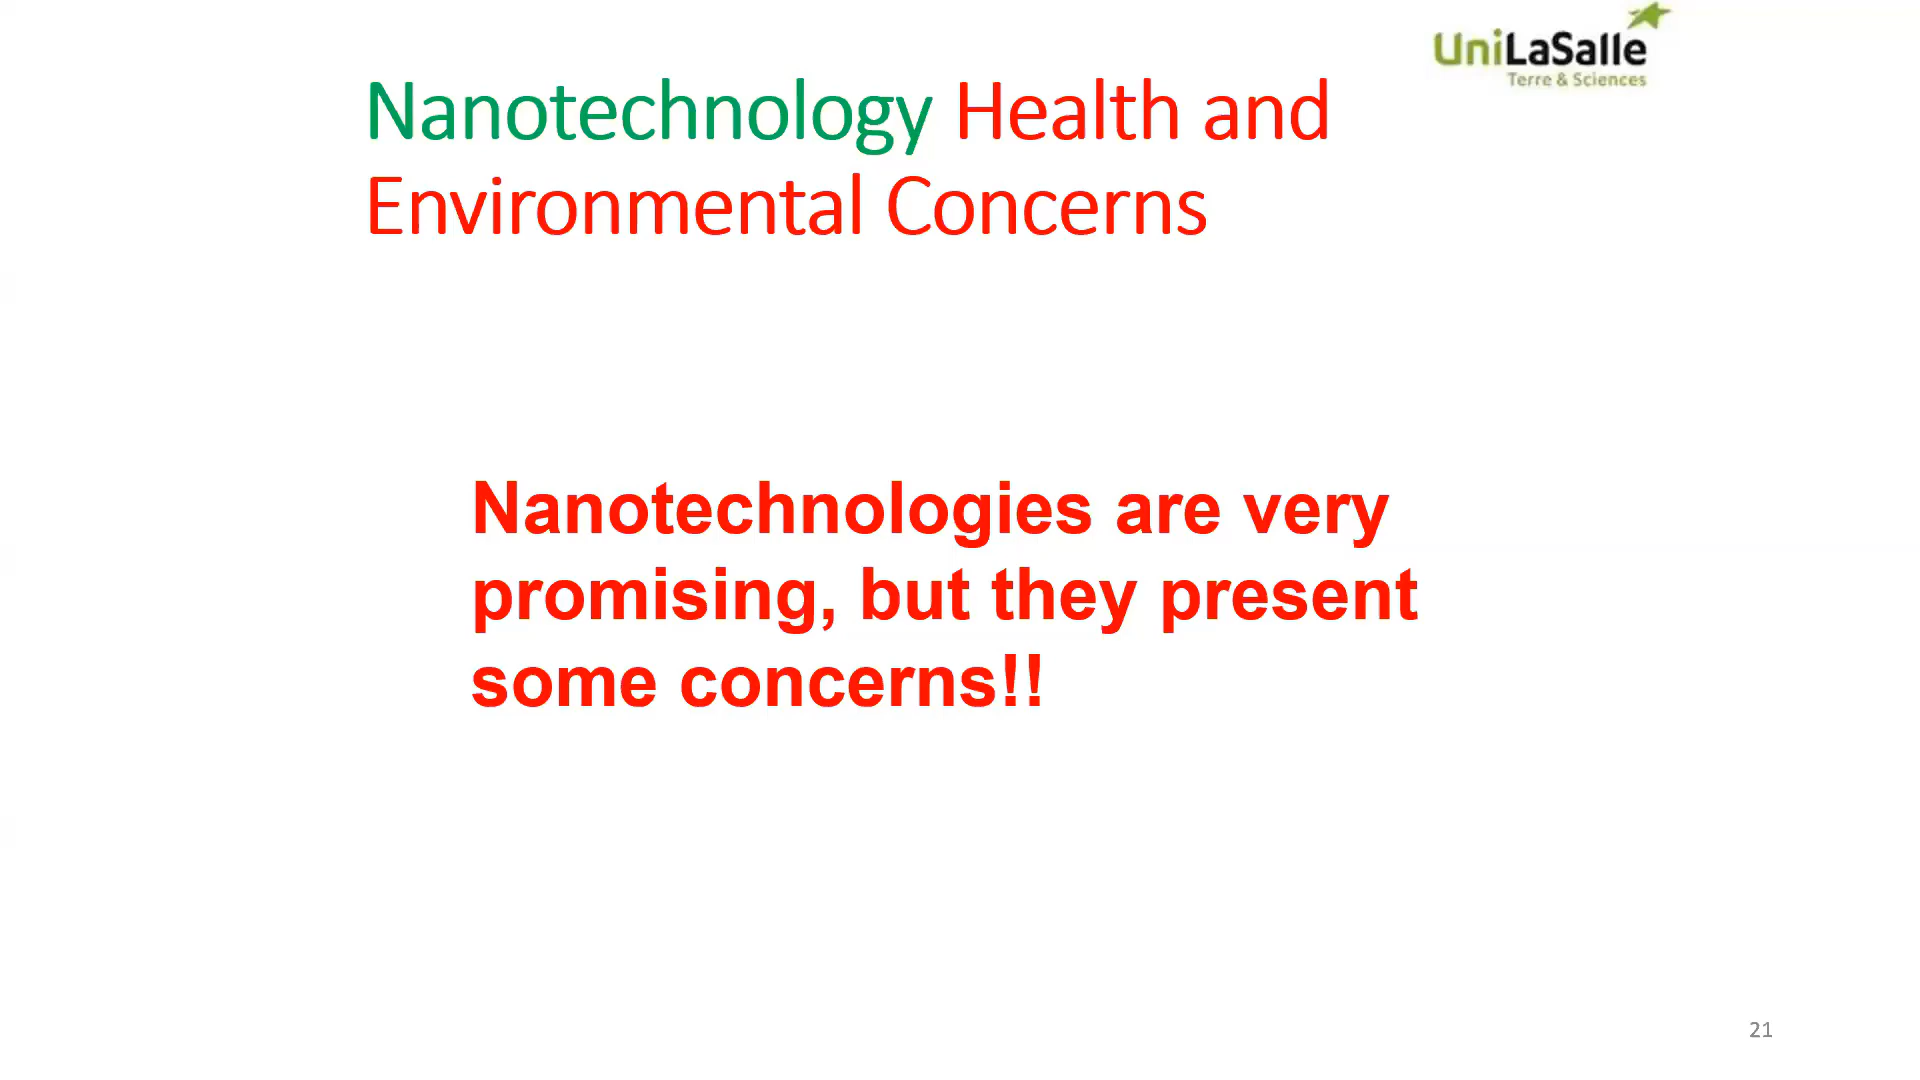 UniLaSalle
Terre & Sciences
Nanotechnology Health and
Environmental Concerns
Nanotechnologies are very
promising, but they present
some concerns!!
21